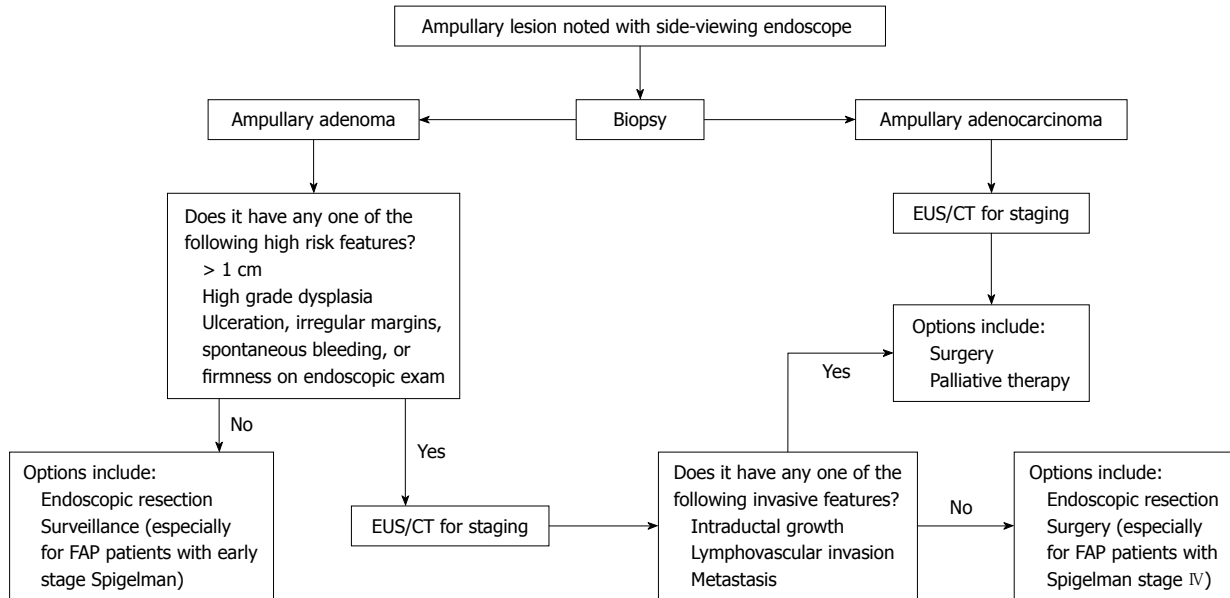 Ampullary lesion noted with side-viewing endoscope
Ampullary adenoma
Biopsy
Ampullary adenocarcinoma
Does it have any one of the
following high risk features?
> 1 cm
High grade dysplasia
Ulceration, irregular margins,
spontaneous bleeding, or
firmness on endoscopic exam
EUS/CT for staging
Options include:
Surgery
Palliative therapy
Yes
No
Yes
Options include:
Endoscopic resection
Surveillance (especially
for FAP patients with early
stage Spigelman)
EUS/CT for staging
Does it have any one of the
following invasive features?
Intraductal growth
Lymphovascular invasion
Metastasis
No
Options include:
Endoscopic resection
Surgery (especially
for FAP patients with
Spigelman stage Ⅳ)